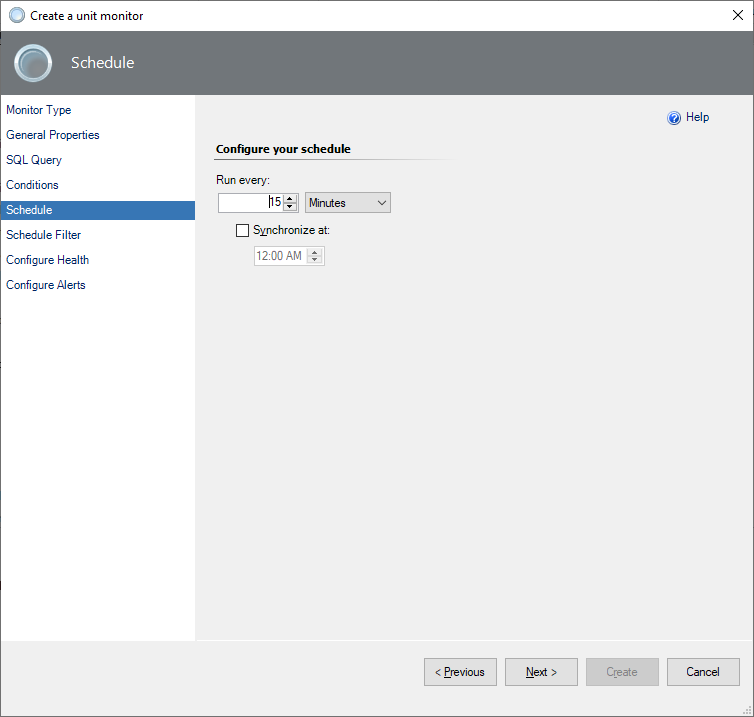 Create a unit monitor
Schedule
Monitor Type
General Properties
SQL Query
Conditions
Schedule
Schedule Filter
Configure Health
Configure Alerts
Help
Configure your schedule
Run every:
15 Minutes
Synchronize at:
12:00 AM
< Previous Next > Create Cancel